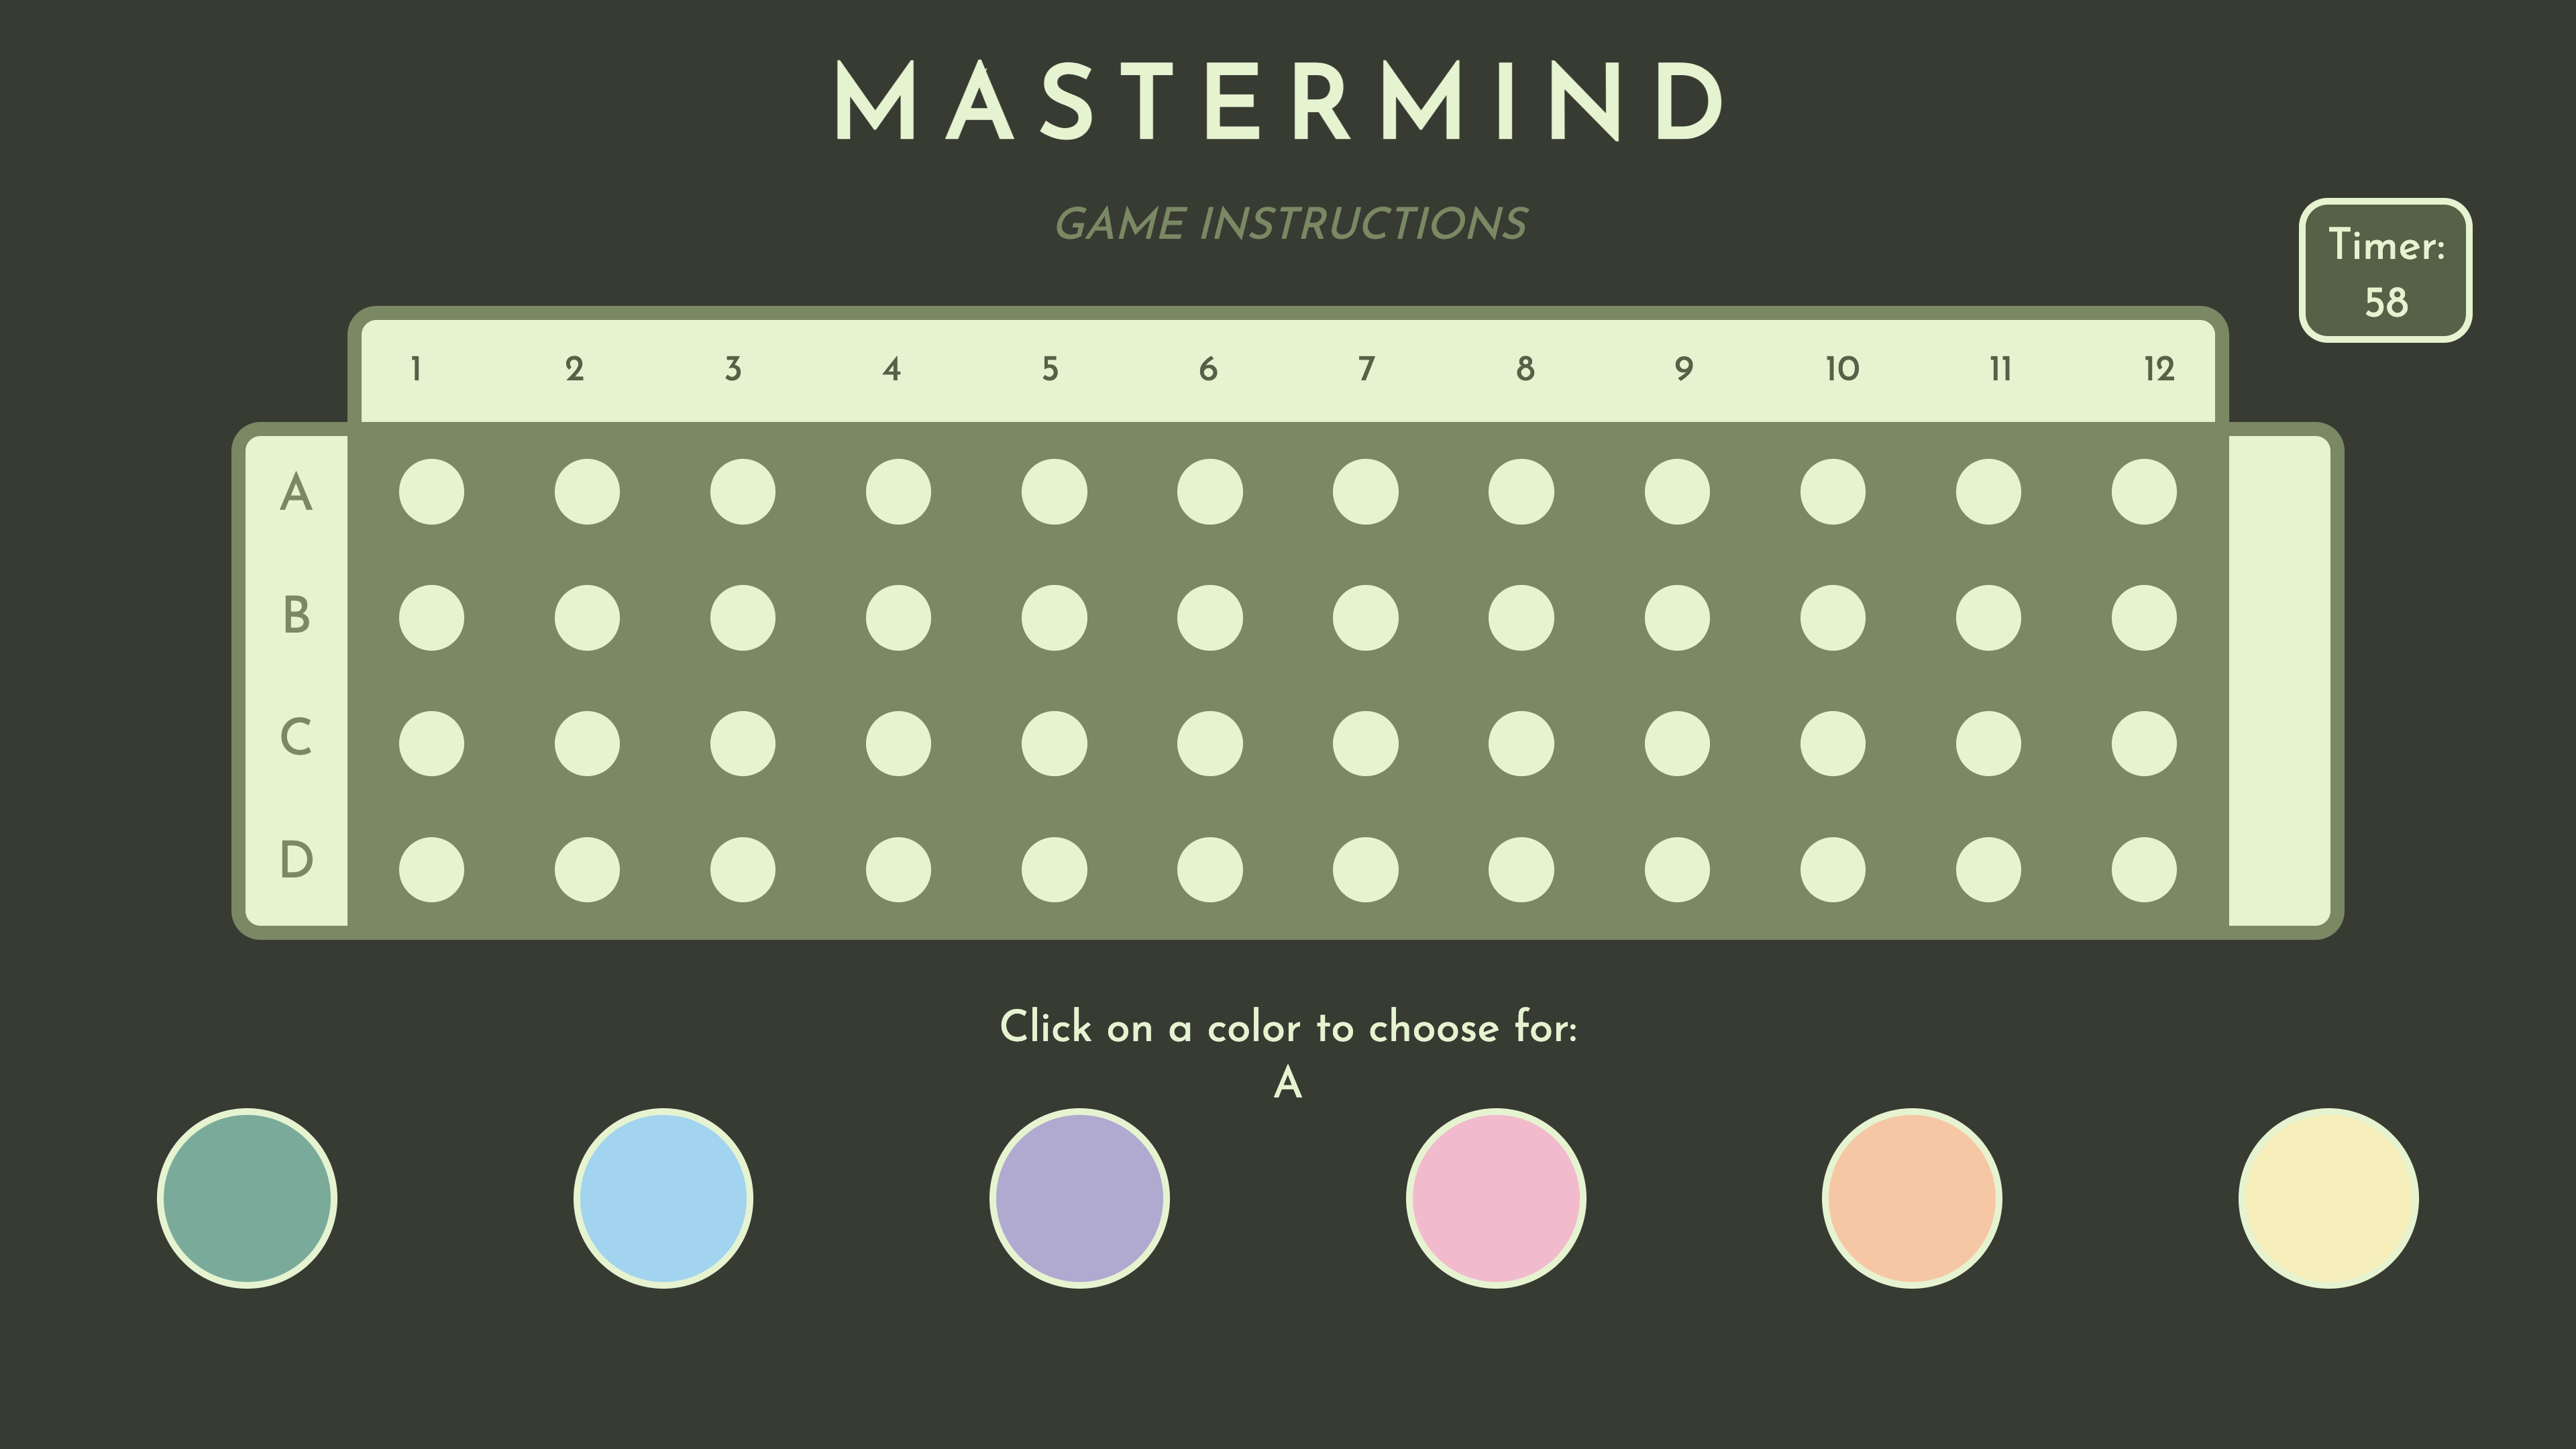 MASTERMIND
GAME INSTRUCTIONS
Timer:
58
1 2 3 4 5 6 7 8 9 10 11 12
A
B
C
D
Click on a color to choose for:
A